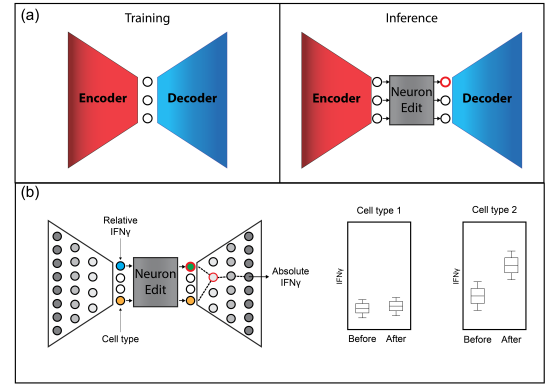 (a)
Training
Inference
Encoder
Decoder
Encoder
Neuron
Edit
Decoder
(b)
Relative
IFNγ
Neuron
Edit
Absolute
IFNγ
Cell type
Cell type 1
IFNγ
Before
After
Cell type 2
IFNγ
Before
After